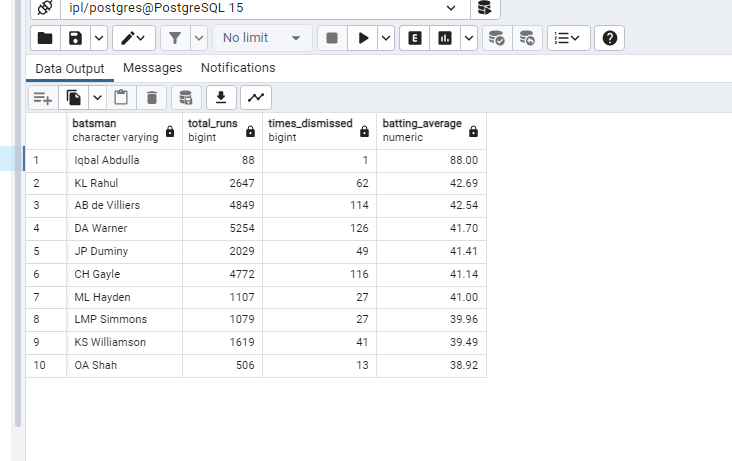 ipl/postgres@PostgreSQL 15
No limit
E
Data Output Messages Notifications
batsman total_runs times_dismissed batting_average
character varying bigint bigint numeric
1 Iqbal Abdulla 88 1 88.00
2 KL Rahul 2647 62 42.69
3 AB de Villiers 4849 114 42.54
4 DA Warner 5254 126 41.70
5 JP Duminy 2029 49 41.41
6 CH Gayle 4772 116 41.14
7 ML Hayden 1107 27 41.00
8 LMP Simmons 1079 27 39.96
9 KS Williamson 1619 41 39.49
10 OA Shah 506 13 38.92